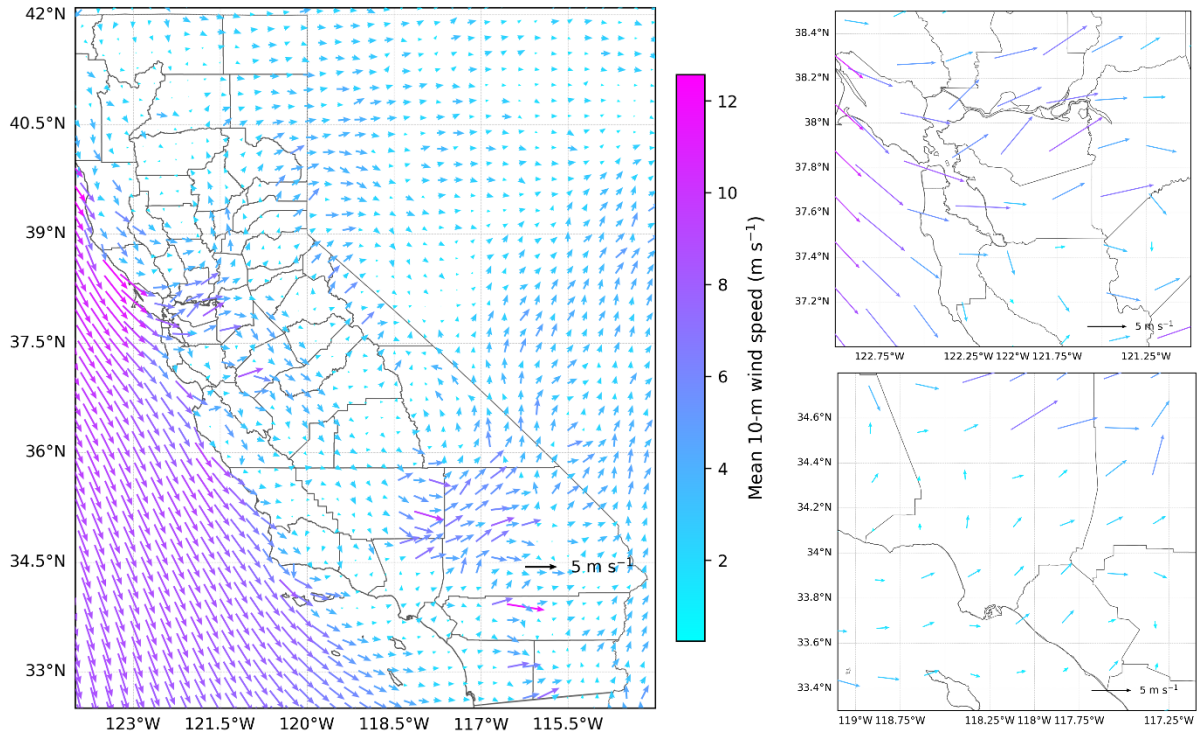 42°N
40.5°N
39°N
37.5°N
36°N
34.5°N
33°N
123°W
121.5°W
120°W
118.5°W
117°W
115.5°W
5 m s⁻¹
12
10
8
6
4
2
Mean 10-m wind speed (m s⁻¹)
38.4°N
38.2°N
38°N
37.8°N
37.6°N
37.4°N
37.2°N
122.75°W
122.25°W
122°W
121.75°W
121.25°W
5 m s⁻¹
34.6°N
34.4°N
34.2°N
34°N
33.8°N
33.6°N
33.4°N
119°W
118.75°W
118.25°W
118°W
117.75°W
117.25°W
5 m s⁻¹